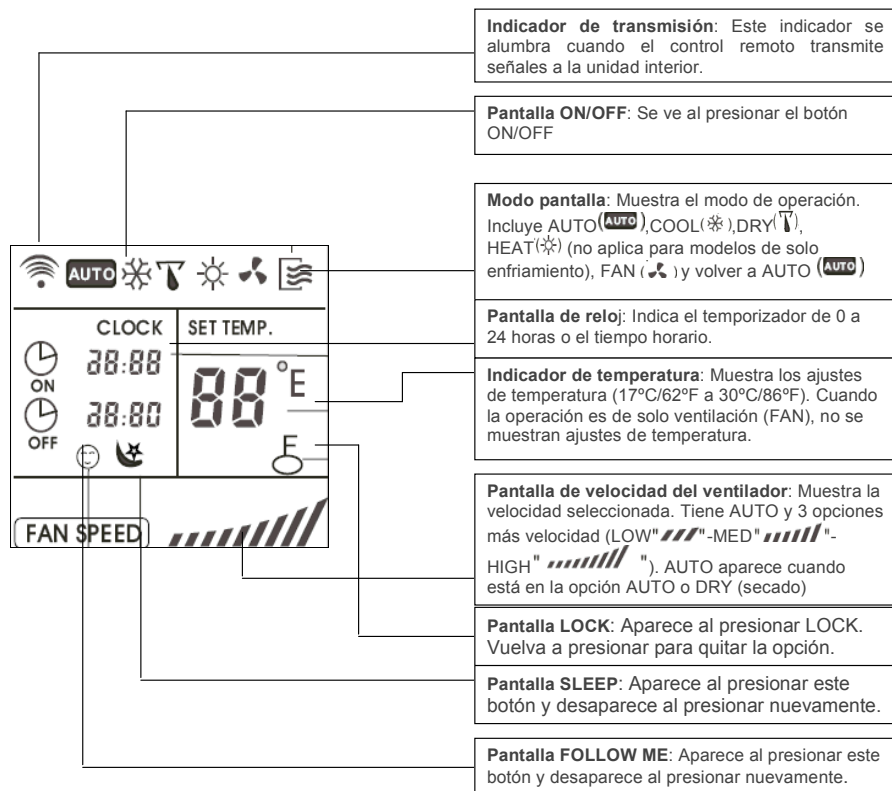 Indicador de transmisión: Este indicador se
alumbra cuando el control remoto transmite
señales a la unidad interior.
Pantalla ON/OFF: Se ve al presionar el botón
ON/OFF
Modo pantalla: Muestra el modo de operación.
Incluye AUTO(AUTO),COOL( ),DRY( ),
HEAT( ) (no aplica para modelos de solo
enfriamiento), FAN ( ) y volver a AUTO (AUTO)
Pantalla de reloj: Indica el temporizador de 0 a
24 horas o el tiempo horario.
Indicador de temperatura: Muestra los ajustes
de temperatura (17ºC/62ºF a 30ºC/86ºF). Cuando
la operación es de solo ventilación (FAN), no se
muestran ajustes de temperatura.
Pantalla de velocidad del ventilador: Muestra la
velocidad seleccionada. Tiene AUTO y 3 opciones
más velocidad (LOW" "-MED" "-
HIGH" "). AUTO aparece cuando
está en la opción AUTO o DRY (secado)
Pantalla LOCK: Aparece al presionar LOCK.
Vuelva a presionar para quitar la opción.
Pantalla SLEEP: Aparece al presionar este
botón y desaparece al presionar nuevamente.
Pantalla FOLLOW ME: Aparece al presionar este
botón y desaparece al presionar nuevamente.
AUTO
CLOCK
ON
88:88
OFF
88:80
SET TEMP.
88°E
F
FAN SPEED